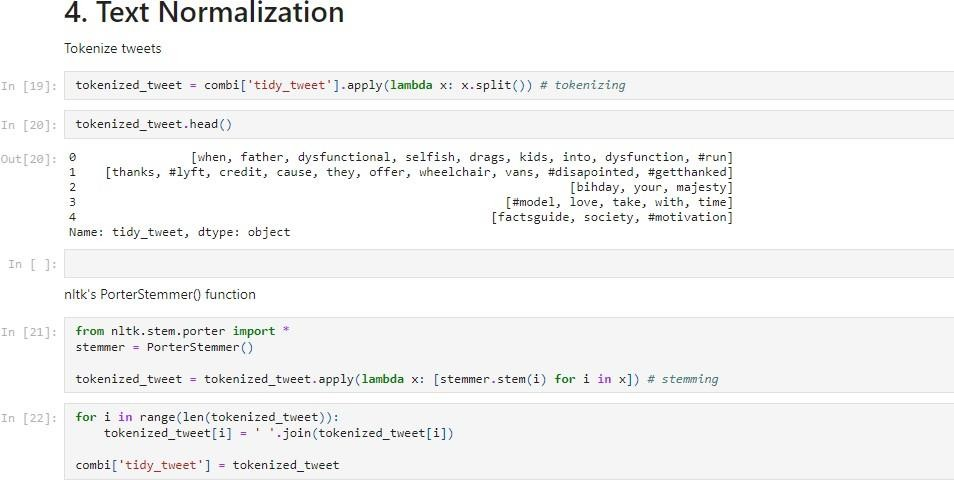 4. Text Normalization
Tokenize tweets
In [19]: tokenized_tweet = combi['tidy_tweet'].apply(lambda x: x.split()) # tokenizing
In [20]: tokenized_tweet.head()
Out[20]: 0 [when, father, dysfunctional, selfish, drags, kids, into, dysfunction, #run]
1 [thanks, #lyft, credit, cause, they, offer, wheelchair, vans, #disapointed, #getthanked]
2 [bihday, your, majesty]
3 [#model, love, take, with, time]
4 [factsguide, society, #motivation]
Name: tidy_tweet, dtype: object
In [ ]:
nltk's PorterStemmer() function
In [21]: from nltk.stem.porter import *
stemmer = PorterStemmer()
tokenized_tweet = tokenized_tweet.apply(lambda x: [stemmer.stem(i) for i in x]) # stemming
In [22]: for i in range(len(tokenized_tweet)):
tokenized_tweet[i] = ' '.join(tokenized_tweet[i])
combi['tidy_tweet'] = tokenized_tweet